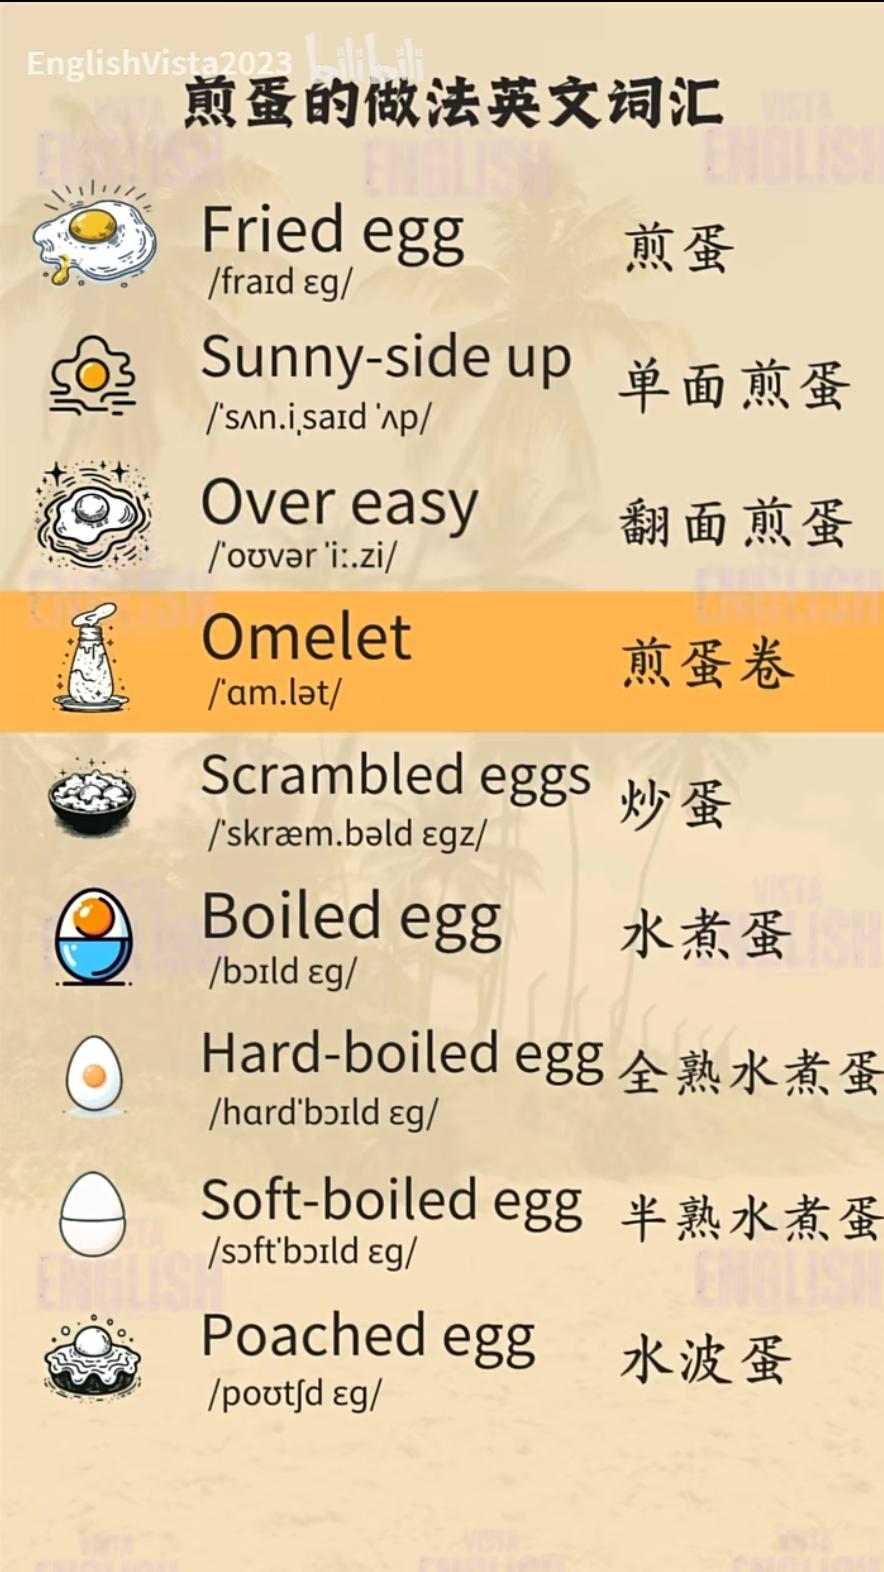 EnglishVista2023 bilibili
煎蛋的做法英文词汇
Fried egg 煎蛋
/fraɪd ɛg/
Sunny-side up 单面煎蛋
/ˈsʌn.iˌsaɪd ˈʌp/
Over easy 翻面煎蛋
/ˈoʊvər ˈiː.zi/
Omelet 煎蛋卷
/ˈɑm.lət/
Scrambled eggs 炒蛋
/ˈskræm.bəld ɛgz/
Boiled egg 水煮蛋
/bɔɪld ɛg/
Hard-boiled egg 全熟水煮蛋
/hɑrdˈbɔɪld ɛg/
Soft-boiled egg 半熟水煮蛋
/sɔftˈbɔɪld ɛg/
Poached egg 水波蛋
/poʊtʃd ɛg/
VISTA
ENGLISH